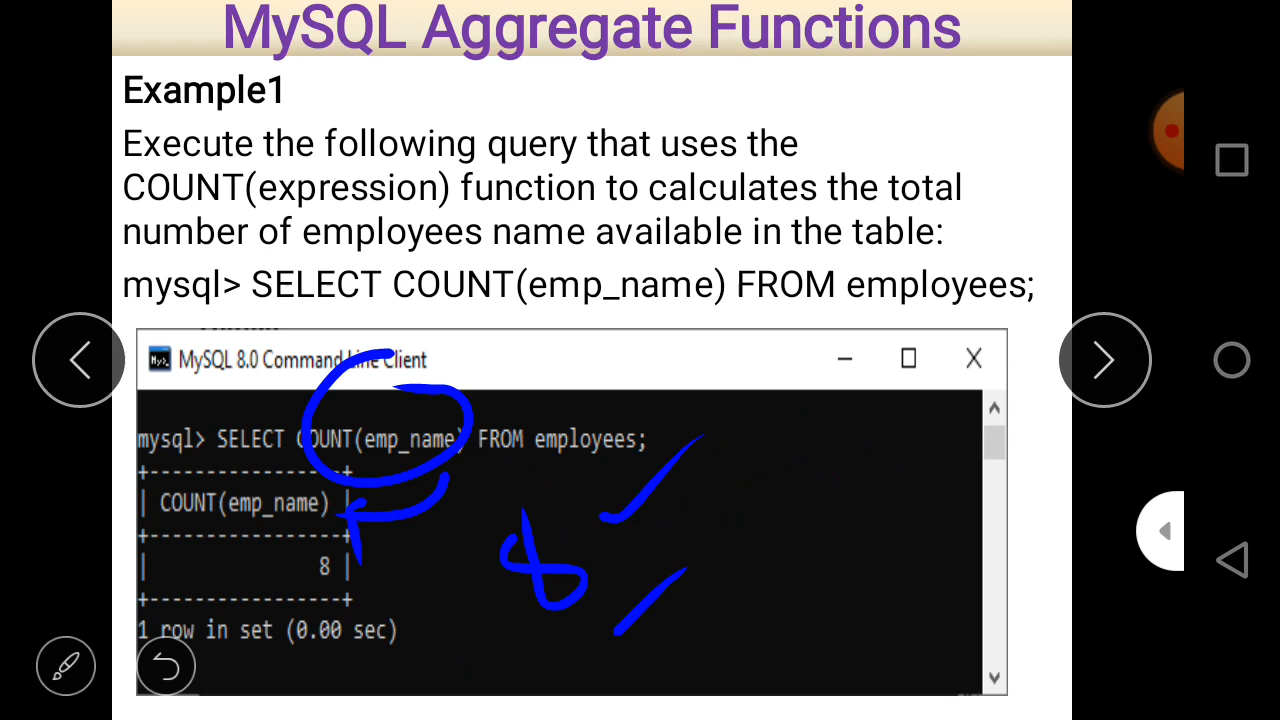 MySQL Aggregate Functions
Example1
Execute the following query that uses the
COUNT(expression) function to calculates the total
number of employees name available in the table:
mysql> SELECT COUNT(emp_name) FROM employees;
MySQL 8.0 Command Line Client
mysql> SELECT COUNT(emp_name) FROM employees;
+-----------------+
| COUNT(emp_name) |
+-----------------+
|               8 |
+-----------------+
1 row in set (0.00 sec)
8